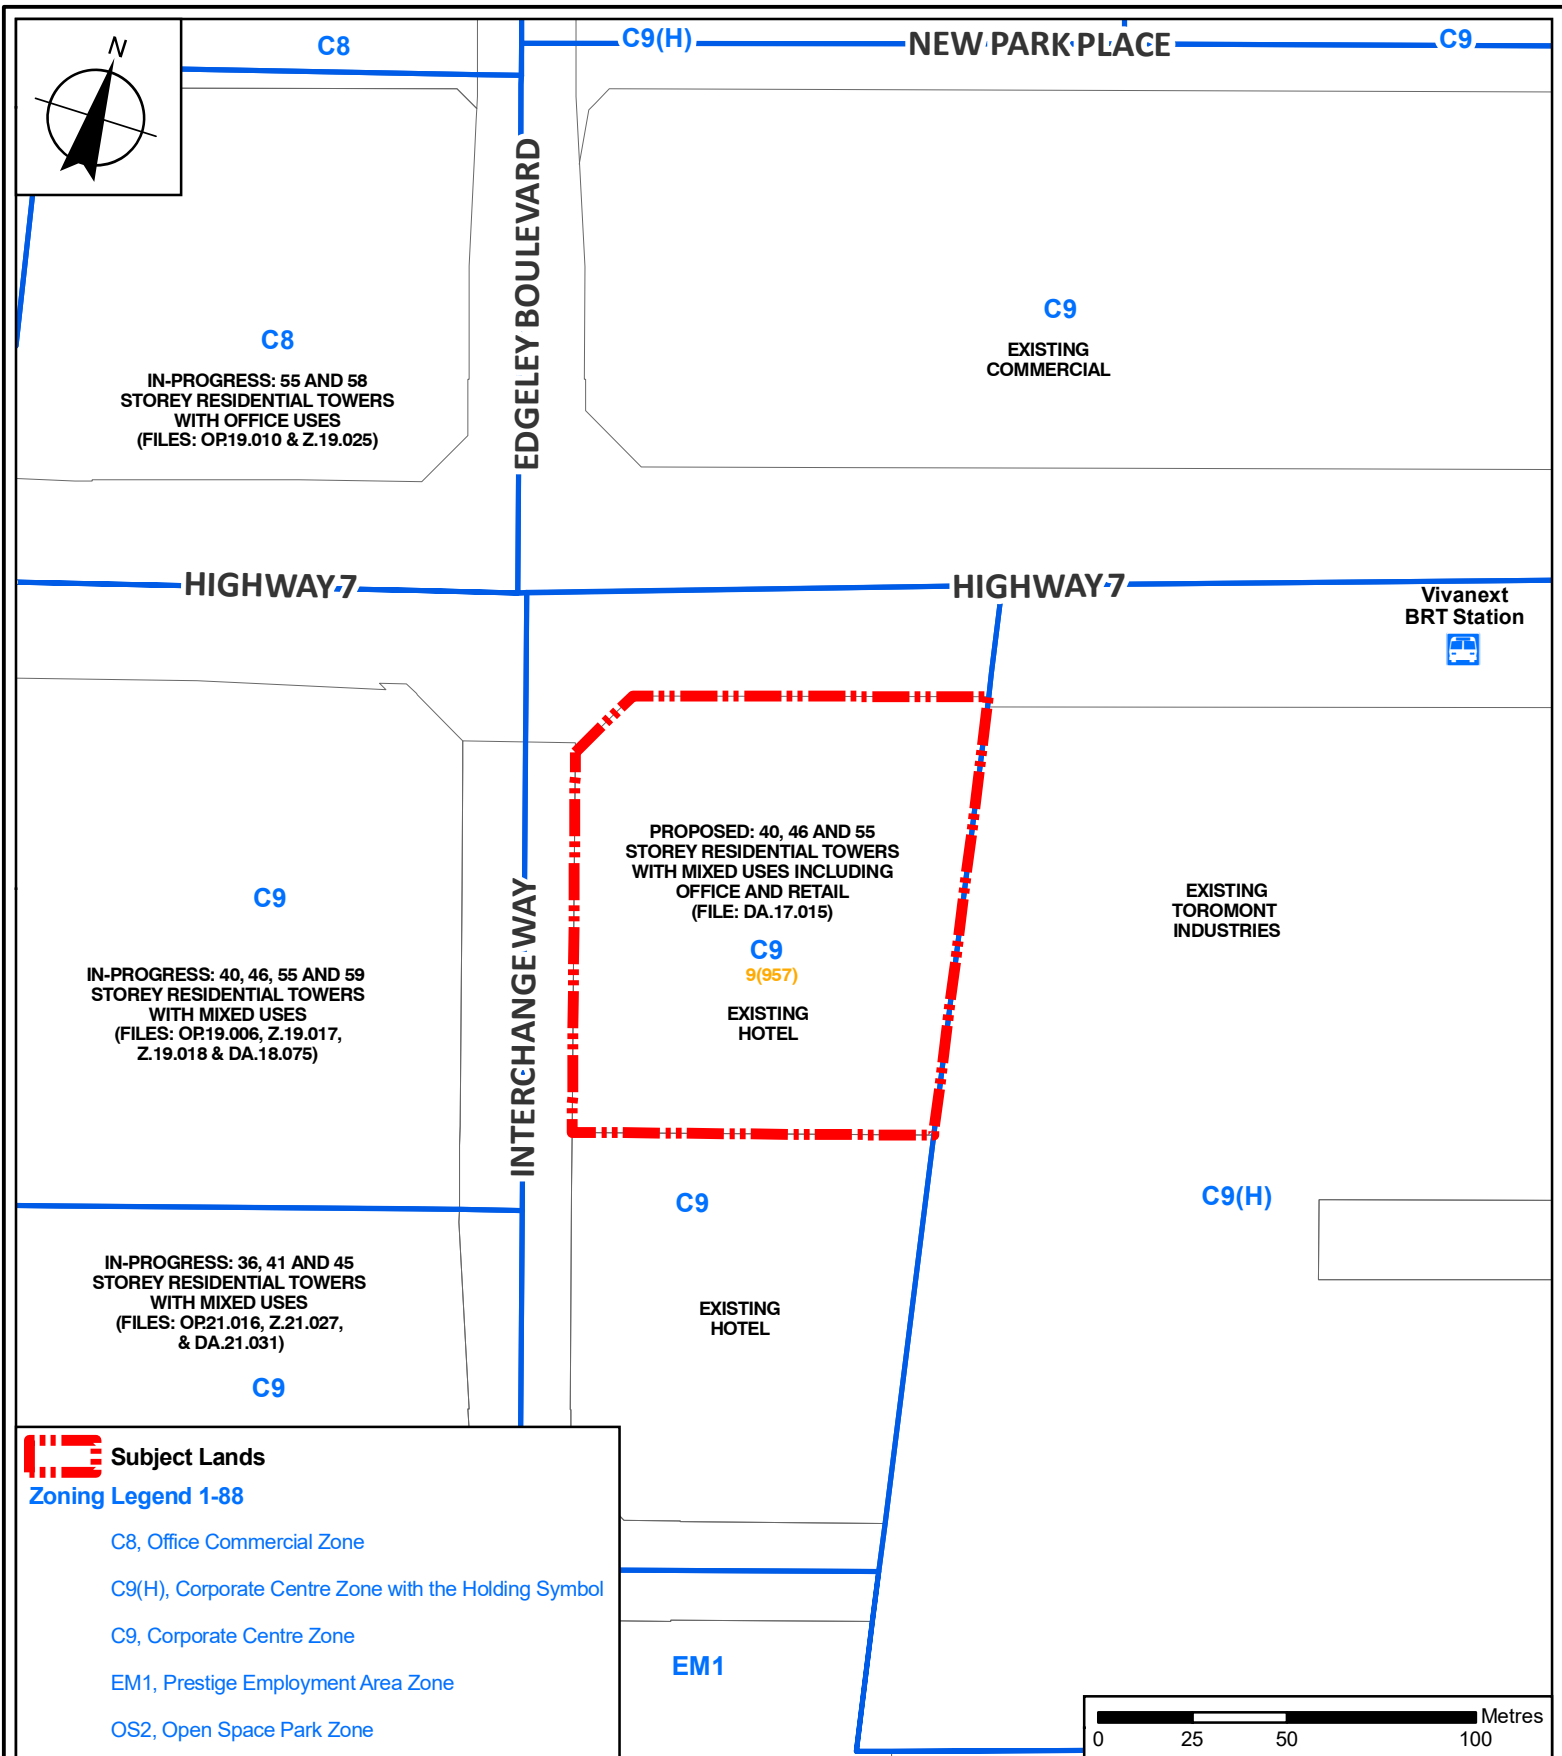 N
C8
C9(H)
NEW PARK PLACE
C9
EDGELEY BOULEVARD
C8
IN-PROGRESS: 55 AND 58
STOREY RESIDENTIAL TOWERS
WITH OFFICE USES
(FILES: OP.19.010 & Z.19.025)
C9
EXISTING
COMMERCIAL
HIGHWAY 7
HIGHWAY 7
Vivanext
BRT Station
PROPOSED: 40, 46 AND 55
STOREY RESIDENTIAL TOWERS
WITH MIXED USES INCLUDING
OFFICE AND RETAIL
(FILE: DA.17.015)
C9
9(957)
EXISTING
HOTEL
EXISTING
TOROMONT
INDUSTRIES
C9
IN-PROGRESS: 40, 46, 55 AND 59
STOREY RESIDENTIAL TOWERS
WITH MIXED USES
(FILES: OP.19.006, Z.19.017,
Z.19.018 & DA.18.075)
INTERCHANGE WAY
C9
C9(H)
IN-PROGRESS: 36, 41 AND 45
STOREY RESIDENTIAL TOWERS
WITH MIXED USES
(FILES: OP.21.016, Z.21.027,
& DA.21.031)
C9
EXISTING
HOTEL
Subject Lands
Zoning Legend 1-88
C8, Office Commercial Zone
C9(H), Corporate Centre Zone with the Holding Symbol
C9, Corporate Centre Zone
EM1, Prestige Employment Area Zone
OS2, Open Space Park Zone
EM1
Metres
0 25 50 100